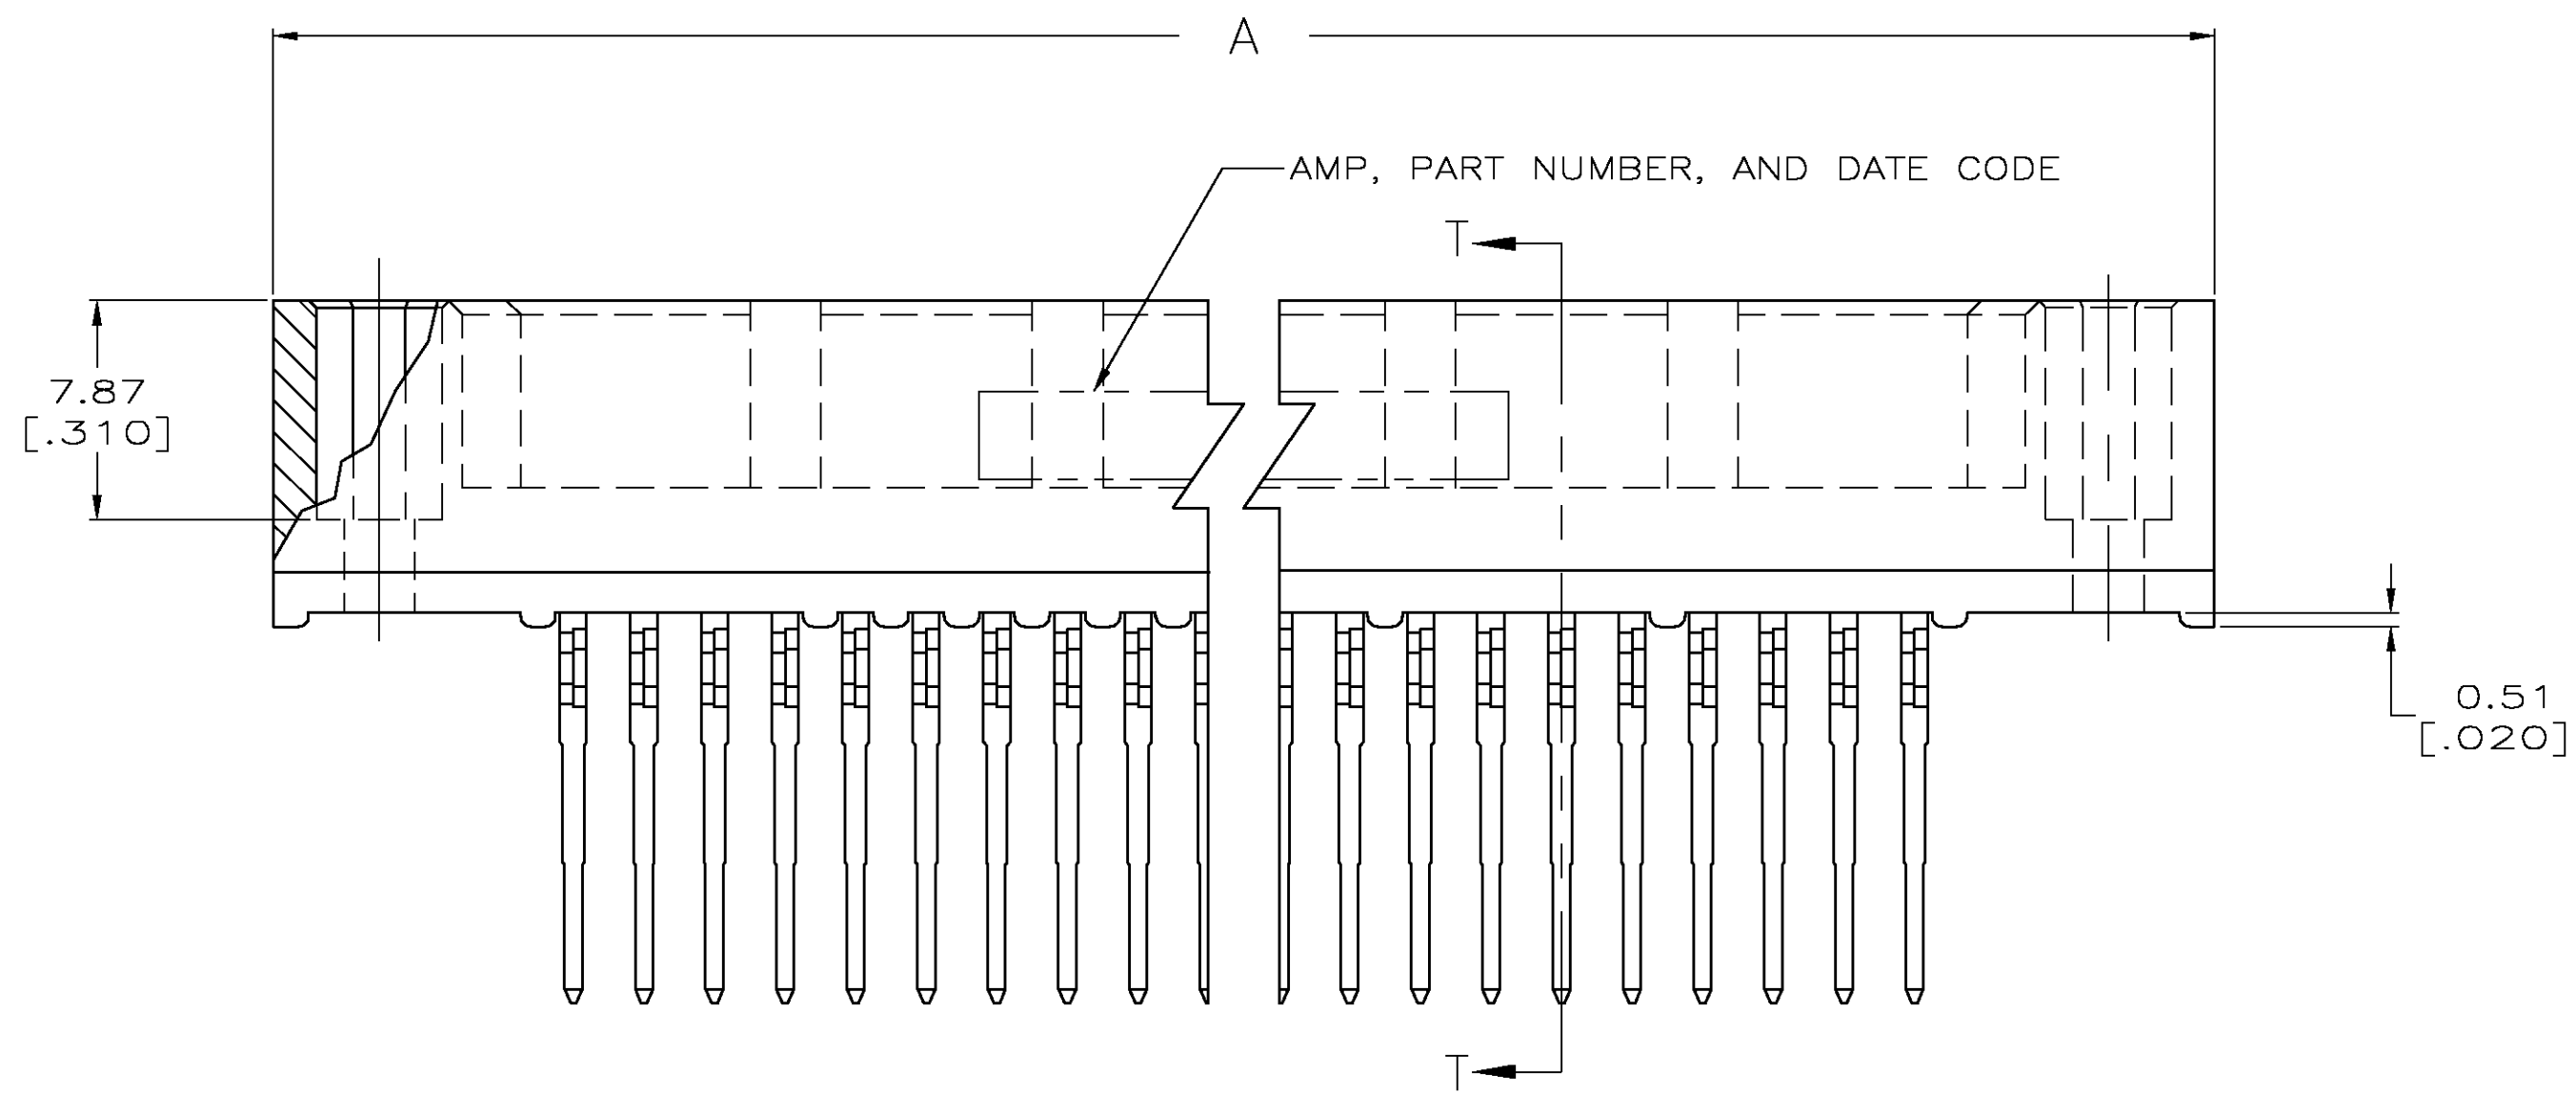 A
AMP, PART NUMBER, AND DATE CODE
T
7.87
[.310]
0.51
[.020]
T